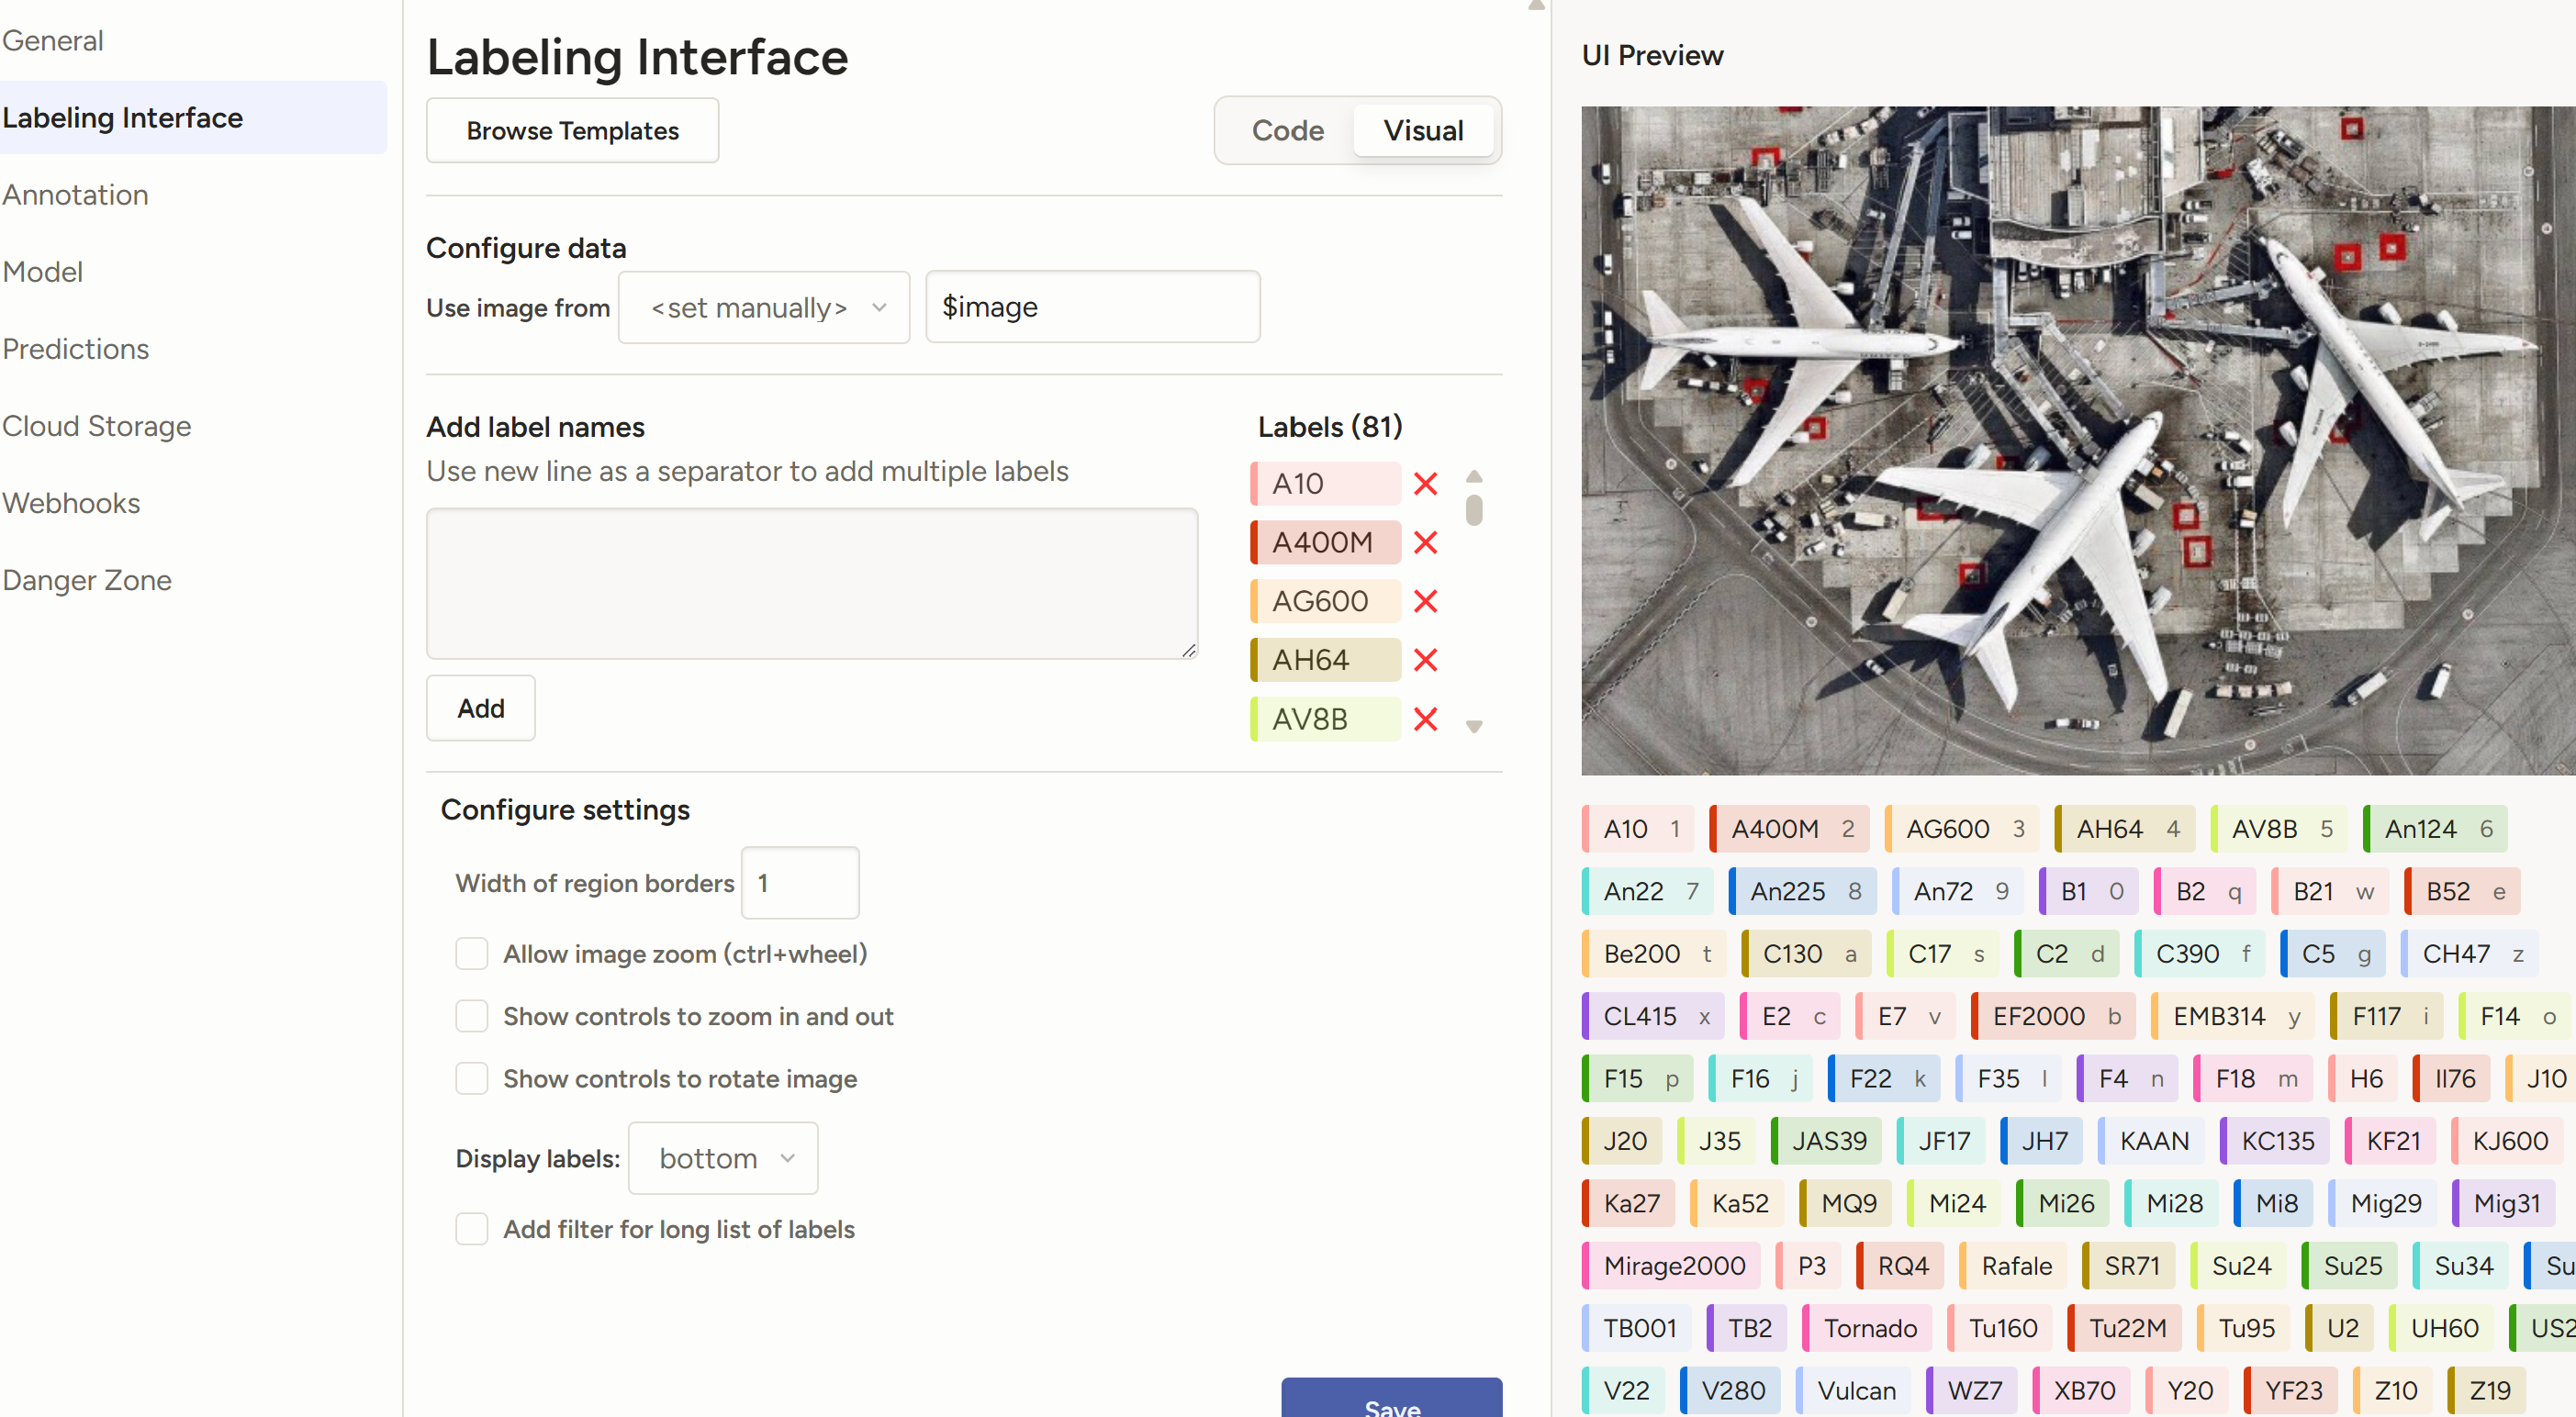 General
Labeling Interface
Annotation
Model
Predictions
Cloud Storage
Webhooks
Danger Zone
Labeling Interface
Browse Templates
Code Visual
Configure data
Use image from <set manually> $image
Add label names
Use new line as a separator to add multiple labels
Add
Labels (81)
A10
A400M
AG600
AH64
AV8B
Configure settings
Width of region borders 1
Allow image zoom (ctrl+wheel)
Show controls to zoom in and out
Show controls to rotate image
Display labels: bottom
Add filter for long list of labels
Save
UI Preview
A10 1 A400M 2 AG600 3 AH64 4 AV8B 5 An124 6
An22 7 An225 8 An72 9 B1 0 B2 q B21 w B52 e
Be200 t C130 a C17 s C2 d C390 f C5 g CH47 z
CL415 x E2 c E7 v EF2000 b EMB314 y F117 i F14 o
F15 p F16 j F22 k F35 l F4 n F18 m H6 Il76 J10
J20 J35 JAS39 JF17 JH7 KAAN KC135 KF21 KJ600
Ka27 Ka52 MQ9 Mi24 Mi26 Mi28 Mi8 Mig29 Mig31
Mirage2000 P3 RQ4 Rafale SR71 Su24 Su25 Su34 Su
TB001 TB2 Tornado Tu160 Tu22M Tu95 U2 UH60 US2
V22 V280 Vulcan WZ7 XB70 Y20 YF23 Z10 Z19